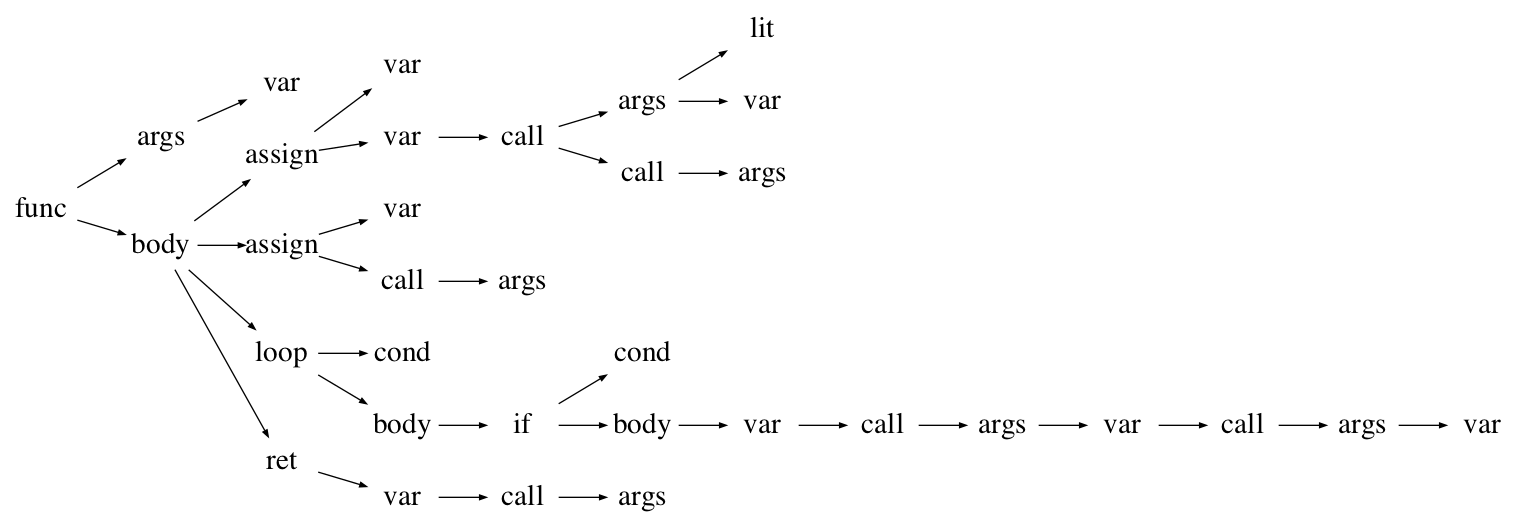 lit
var
var
args
var
args
var
call
assign
call
args
func
var
body
assign
call
args
loop
cond
cond
body
if
body
var
call
args
var
call
args
var
ret
var
call
args